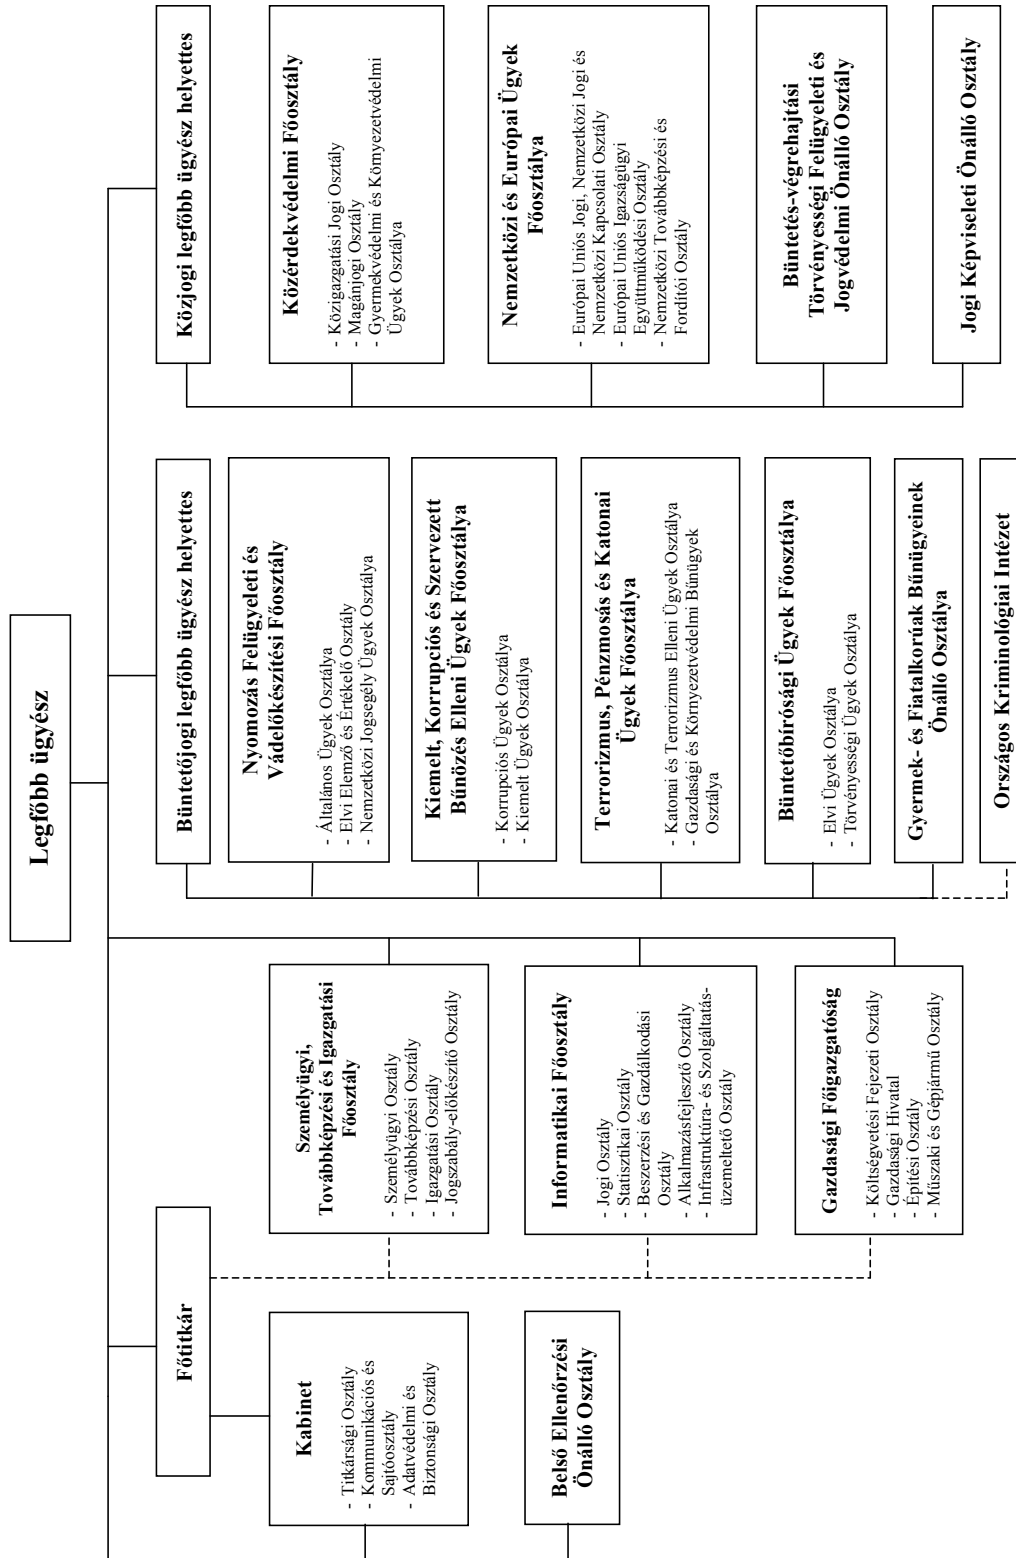 Legfőbb ügyész
Főtitkár
Kabinet
- Titkársági Osztály
- Kommunikációs és
Sajtóosztály
- Adatvédelmi és
Biztonsági Osztály
Belső Ellenőrzési
Önálló Osztály
Személyügyi,
Továbbképzési és Igazgatási
Főosztály
- Személyügyi Osztály
- Továbbképzési Osztály
- Igazgatási Osztály
- Jogszabály-előkészítő Osztály
Informatikai Főosztály
- Jogi Osztály
- Statisztikai Osztály
- Beszerzési és Gazdálkodási
Osztály
- Alkalmazásfejlesztő Osztály
- Infrastruktúra- és Szolgáltatás-
üzemeltető Osztály
Gazdasági Főigazgatóság
- Költségvetési Fejezeti Osztály
- Gazdasági Hivatal
- Építési Osztály
- Műszaki és Gépjármű Osztály
Büntetőjogi legfőbb ügyész helyettes
Nyomozás Felügyeleti és
Vádelőkészítési Főosztály
- Általános Ügyek Osztálya
- Elvi Elemző és Értékelő Osztály
- Nemzetközi Jogsegély Ügyek Osztálya
Kiemelt, Korrupciós és Szervezett
Bűnözés Elleni Ügyek Főosztálya
- Korrupciós Ügyek Osztálya
- Kiemelt Ügyek Osztálya
Terrorizmus, Pénzmosás és Katonai
Ügyek Főosztálya
- Katonai és Terrorizmus Elleni Ügyek Osztálya
- Gazdasági és Környezetvédelmi Bűnügyek
Osztálya
Büntetőbírósági Ügyek Főosztálya
- Elvi Ügyek Osztálya
- Törvényességi Ügyek Osztálya
Gyermek- és Fiatalkorúak Bűnügyeinek
Önálló Osztálya
Országos Kriminológiai Intézet
Közjogi legfőbb ügyész helyettes
Közérdekvédelmi Főosztály
- Közigazgatási Jogi Osztály
- Magánjogi Osztály
- Gyermekvédelmi és Környezetvédelmi
Ügyek Osztálya
Nemzetközi és Európai Ügyek
Főosztálya
- Európai Uniós Jogi, Nemzetközi Jogi és
Nemzetközi Kapcsolati Osztály
- Európai Uniós Igazságügyi
Együttműködési Osztály
- Nemzetközi Továbbképzési és
Fordítói Osztály
Büntetés-végrehajtási
Törvényességi Felügyeleti és
Jogvédelmi Önálló Osztály
Jogi Képviseleti Önálló Osztály